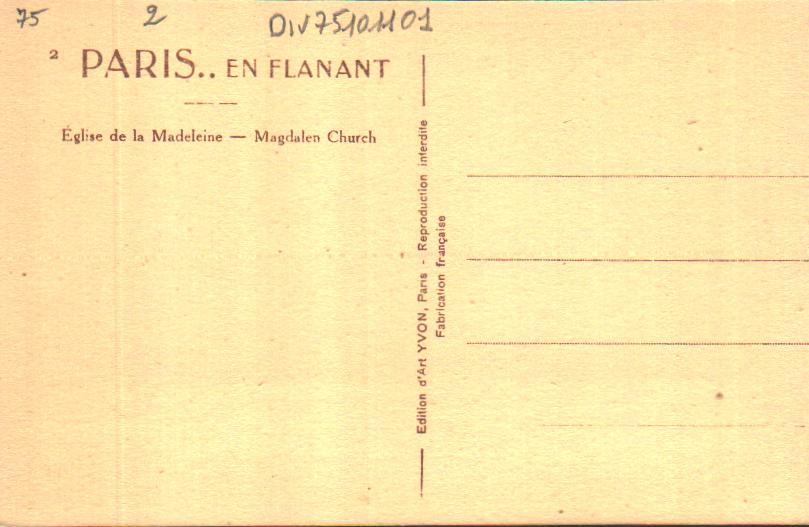 75 2 DIV75101101
2 PARIS.. EN FLANANT
Église de la Madeleine — Magdalen Church
Edition d'Art YVON, Paris - Reproduction interdite
Fabrication française